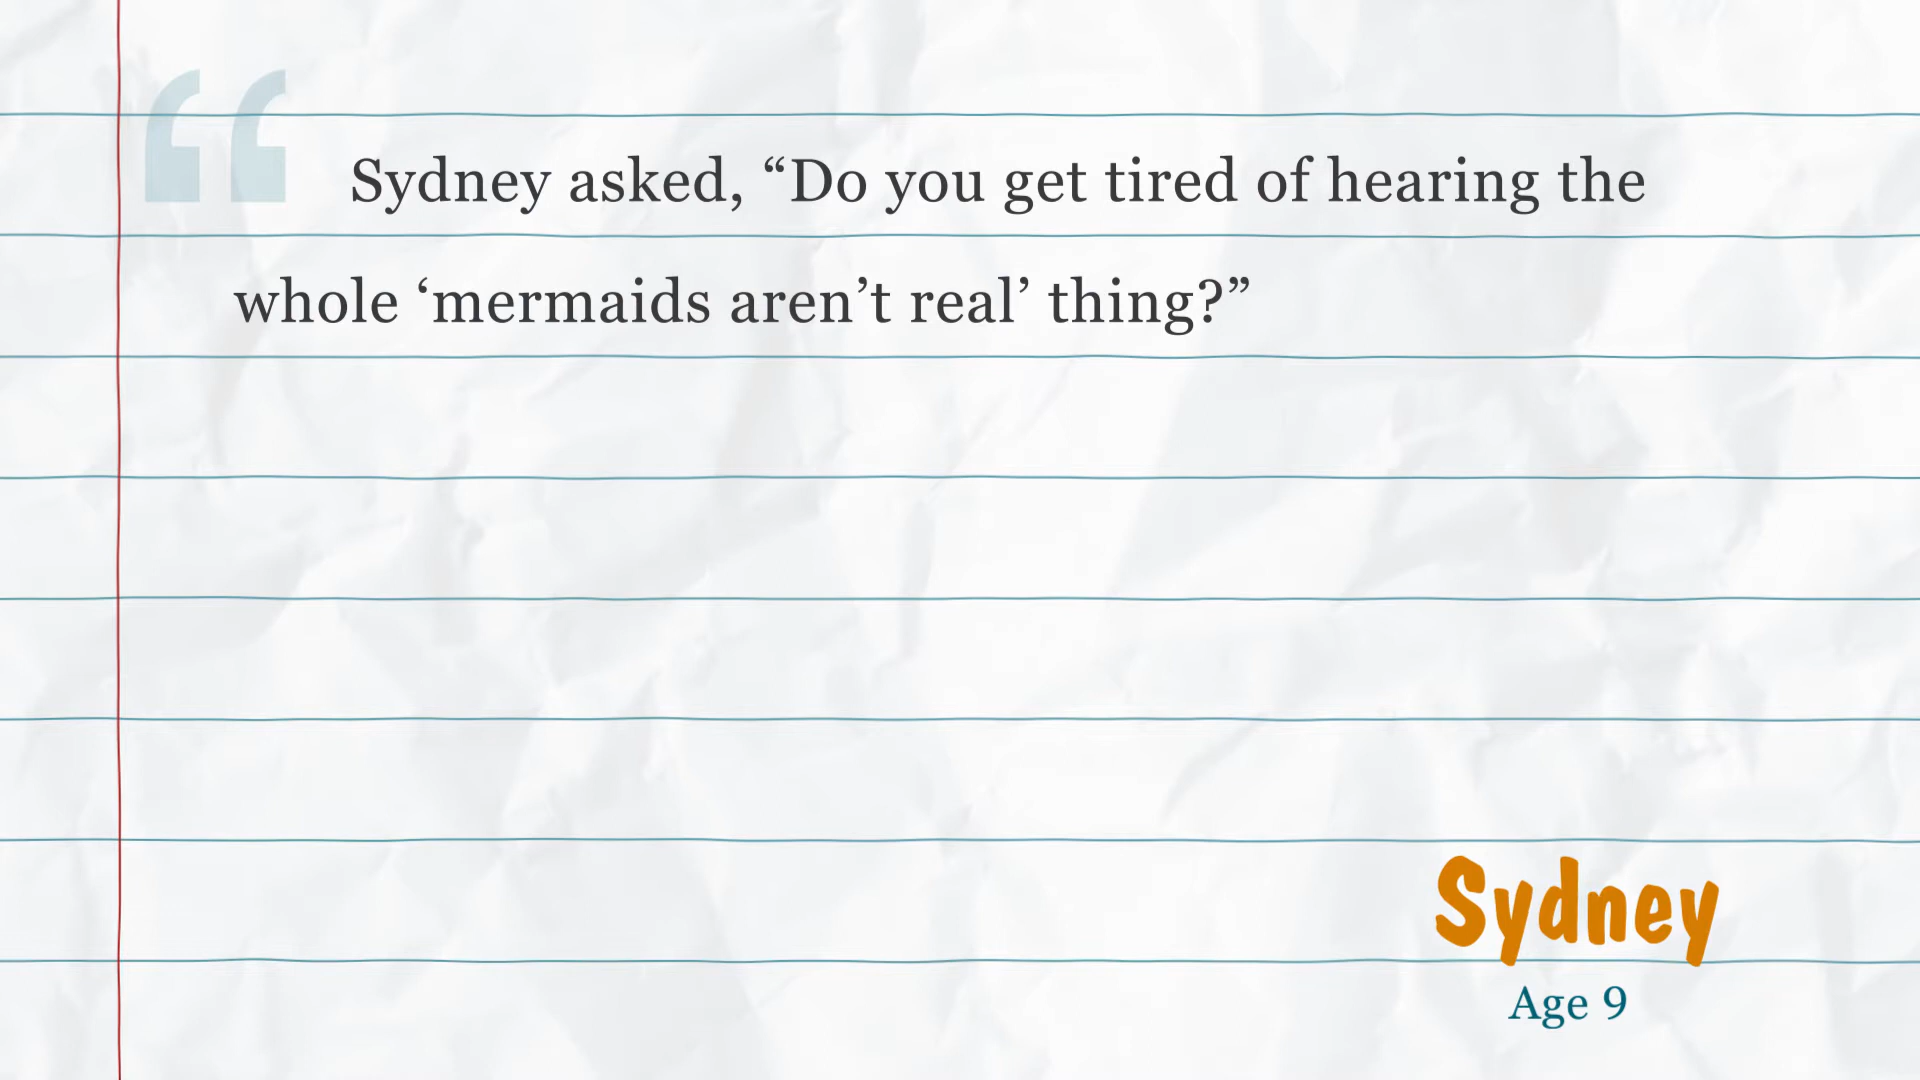 Sydney asked, “Do you get tired of hearing the
whole ‘mermaids aren’t real’ thing?”
Sydney
Age 9